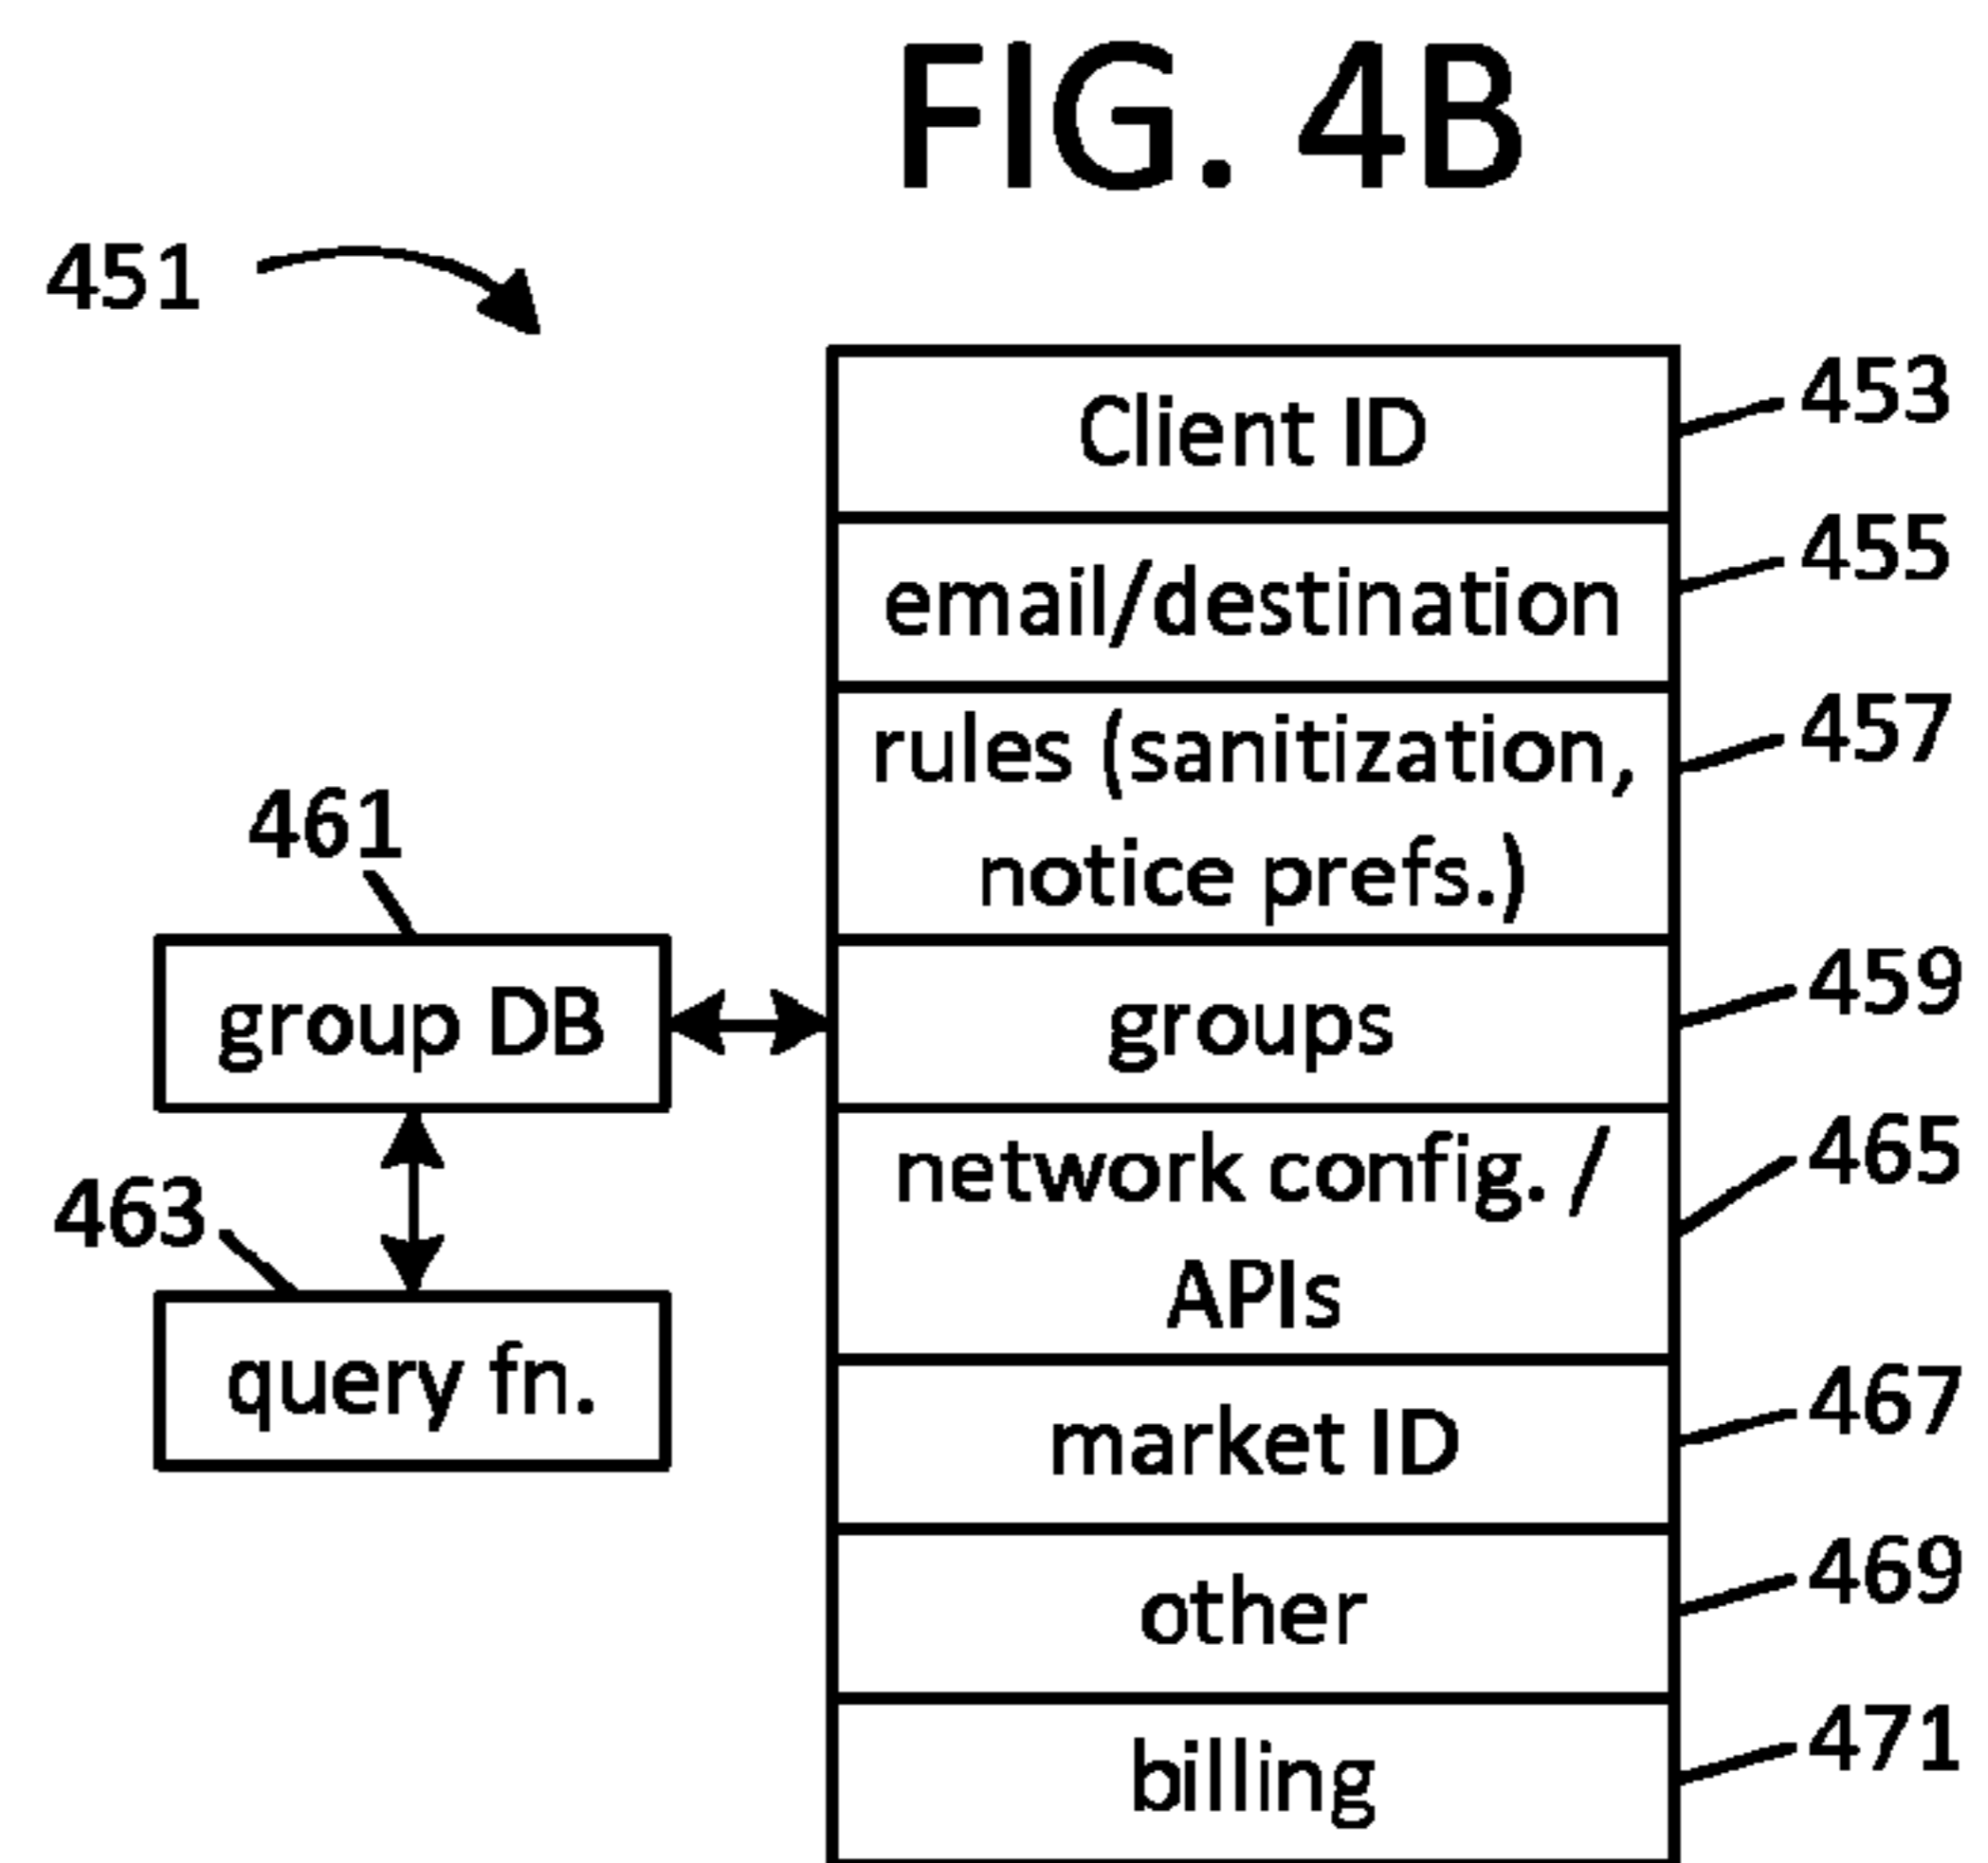 FIG. 4B
451
Client ID
453
email/destination
455
rules (sanitization,
notice prefs.)
457
461
group DB
groups
459
463
query fn.
network config. /
APIs
465
market ID
467
other
469
billing
471